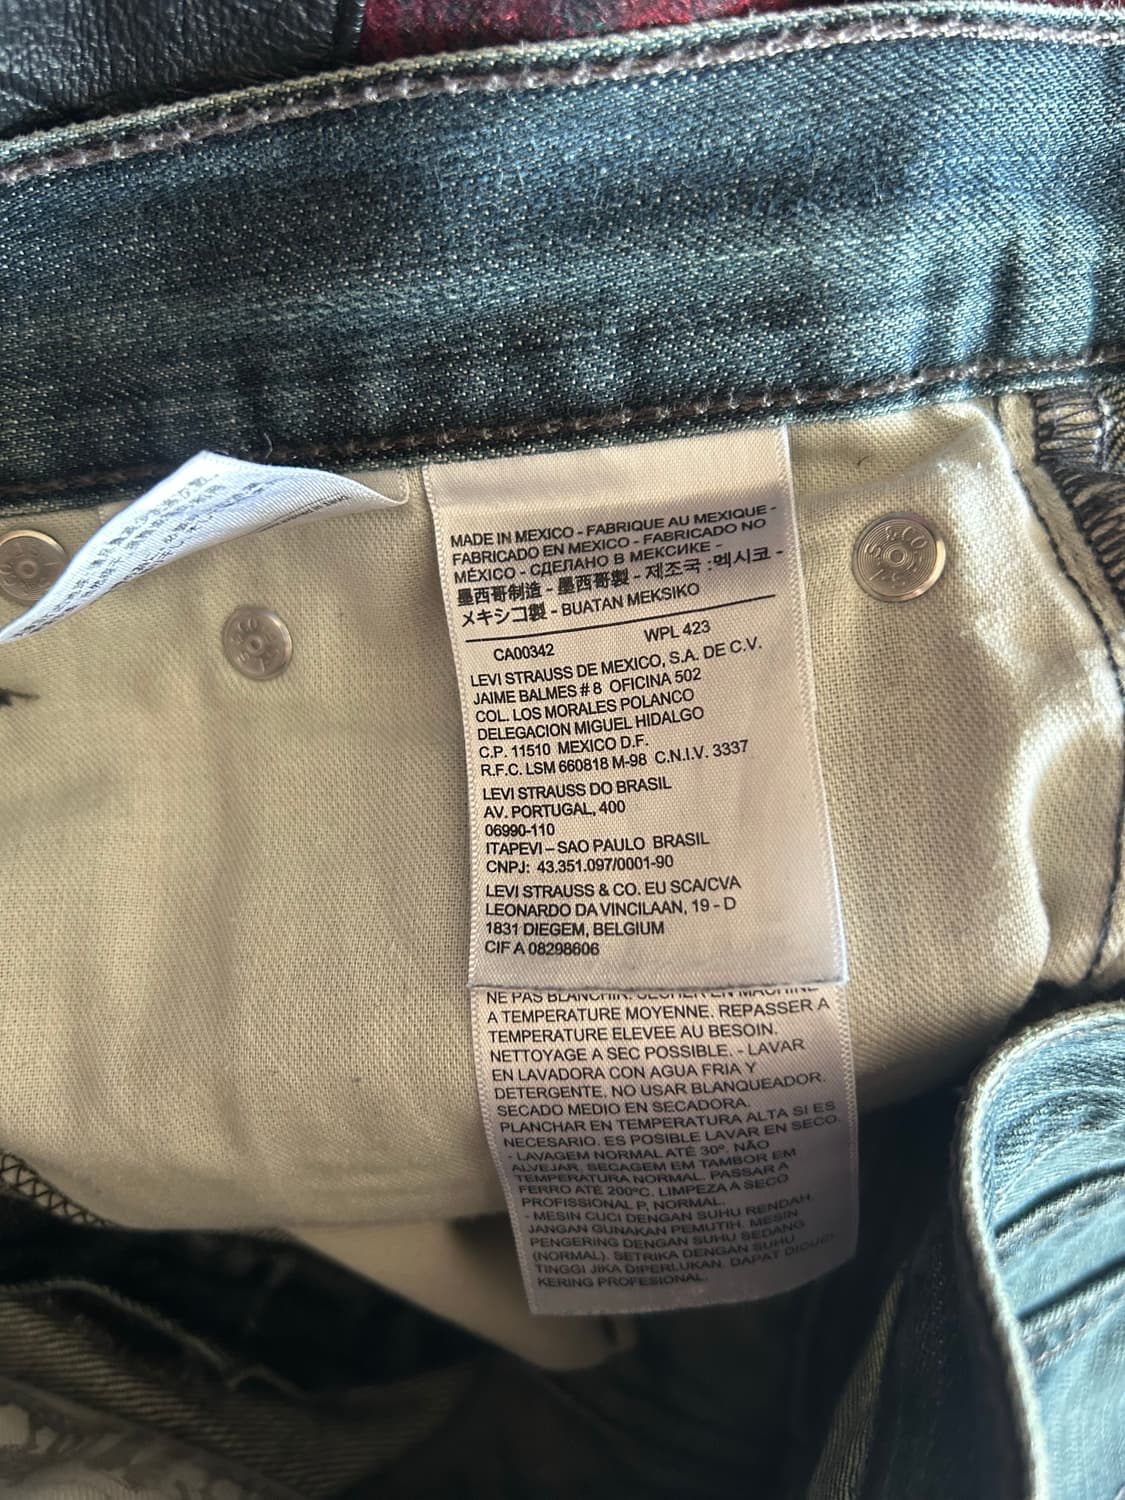 MADE IN MEXICO - FABRIQUE AU MEXIQUE -
FABRICADO EN MEXICO - FABRICADO NO
MÉXICO - СДЕЛАНО В МЕКСИКЕ -
墨西哥制造 - 墨西哥製 - 제조국 :멕시코 -
メキシコ製 - BUATAN MEKSIKO
CA00342 WPL 423
LEVI STRAUSS DE MEXICO, S.A. DE C.V.
JAIME BALMES # 8 OFICINA 502
COL. LOS MORALES POLANCO
DELEGACION MIGUEL HIDALGO
C.P. 11510 MEXICO D.F.
R.F.C. LSM 660818 M-98 C.N.I.V. 3337
LEVI STRAUSS DO BRASIL
AV. PORTUGAL, 400
06990-110
ITAPEVI – SAO PAULO BRASIL
CNPJ: 43.351.097/0001-90
LEVI STRAUSS & CO. EU SCA/CVA
LEONARDO DA VINCILAAN, 19 - D
1831 DIEGEM, BELGIUM
CIF A 08298606
NE PAS BLANCHIR. SECHER EN MACHINE
A TEMPERATURE MOYENNE. REPASSER A
TEMPERATURE ELEVEE AU BESOIN.
NETTOYAGE A SEC POSSIBLE. - LAVAR
EN LAVADORA CON AGUA FRIA Y
DETERGENTE. NO USAR BLANQUEADOR.
SECADO MEDIO EN SECADORA.
PLANCHAR EN TEMPERATURA ALTA SI ES
NECESARIO. ES POSIBLE LAVAR EN SECO.
- LAVAGEM NORMAL ATÉ 30º. NÃO
ALVEJAR. SECAGEM EM TAMBOR EM
TEMPERATURA NORMAL. PASSAR A
FERRO ATÉ 200ºC. LIMPEZA A SECO
PROFISSIONAL P, NORMAL.
- MESIN CUCI DENGAN SUHU RENDAH.
JANGAN GUNAKAN PEMUTIH. MESIN
PENGERING DENGAN SUHU SEDANG
(NORMAL). SETRIKA DENGAN SUHU
TINGGI JIKA DIPERLUKAN. DAPAT DICUCI
KERING PROFESIONAL.